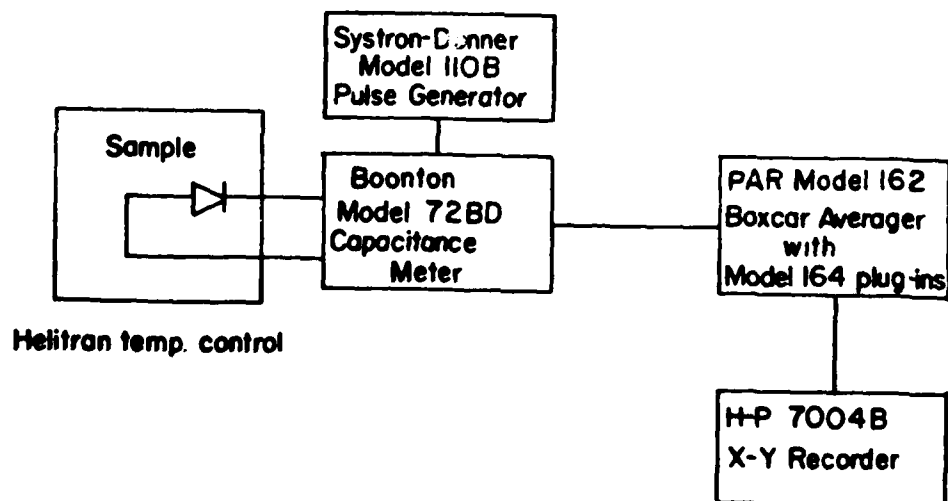 Systron-Donner
Model 110B
Pulse Generator
Sample
Boonton
Model 72BD
Capacitance
Meter
PAR Model 162
Boxcar Averager
with
Model 164 plug-ins
Helitran temp. control
H-P 7004B
X-Y Recorder